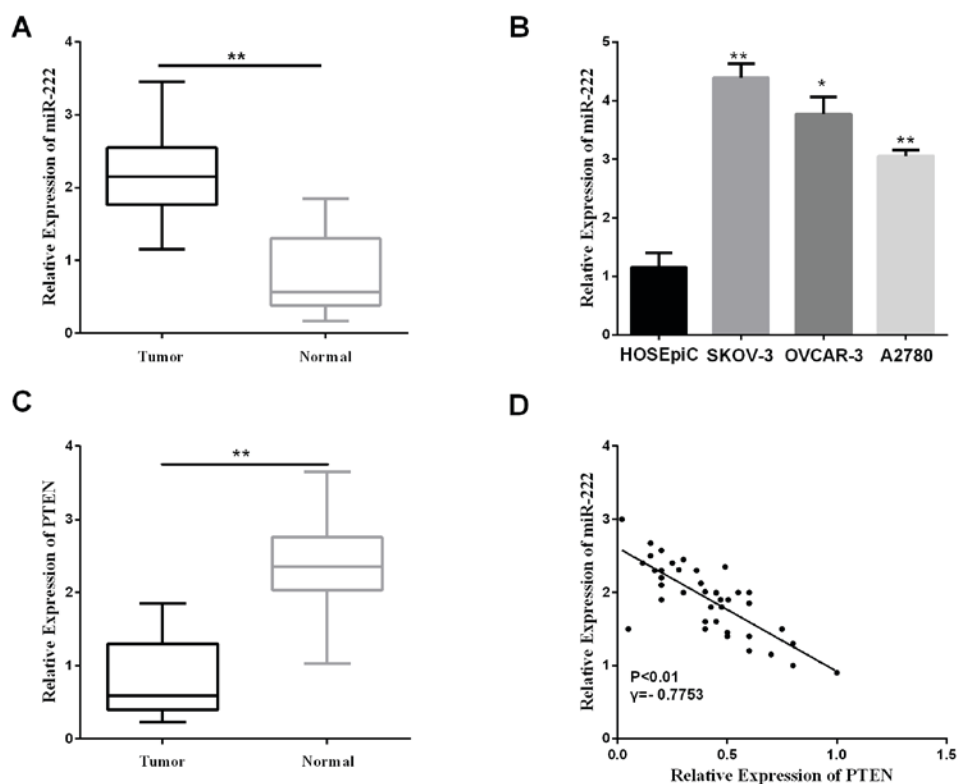 A
Relative Expression of miR-222
4
3
2
1
0
**
Tumor Normal
B
Relative Expression of miR-222
5
4
3
2
1
0
**
*
**
HOSEpiC SKOV-3 OVCAR-3 A2780
C
Relative Expression of PTEN
4
3
2
1
0
**
Tumor Normal
D
Relative Expression of miR-222
4
3
2
1
0
P<0.01
γ=- 0.7753
0.0 0.5 1.0 1.5
Relative Expression of PTEN